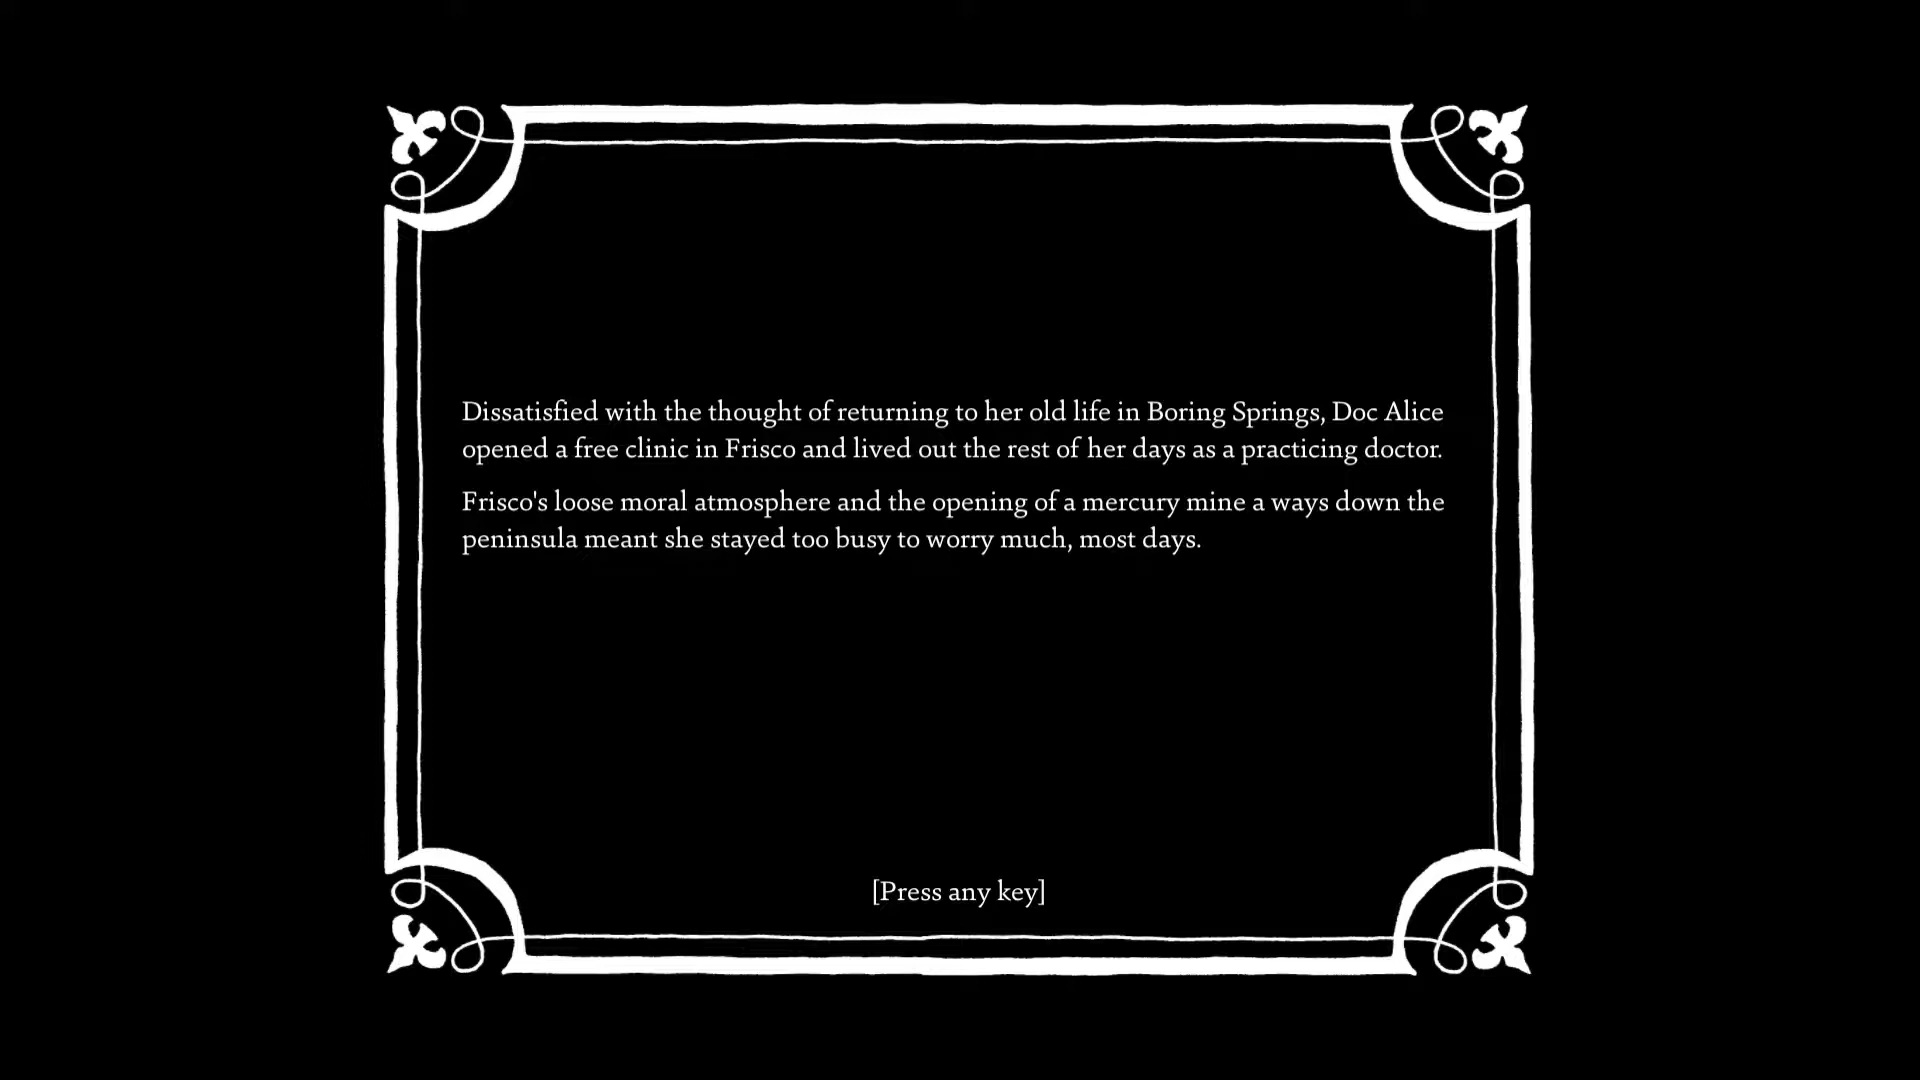 Dissatisfied with the thought of returning to her old life in Boring Springs, Doc Alice
opened a free clinic in Frisco and lived out the rest of her days as a practicing doctor.
Frisco's loose moral atmosphere and the opening of a mercury mine a ways down the
peninsula meant she stayed too busy to worry much, most days.
[Press any key]